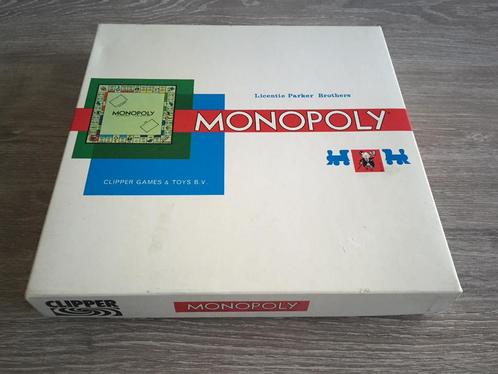 Licentie Parker Brothers
MONOPOLY
MONOPOLY
CLIPPER GAMES & TOYS B.V.
CLIPPER
MONOPOLY